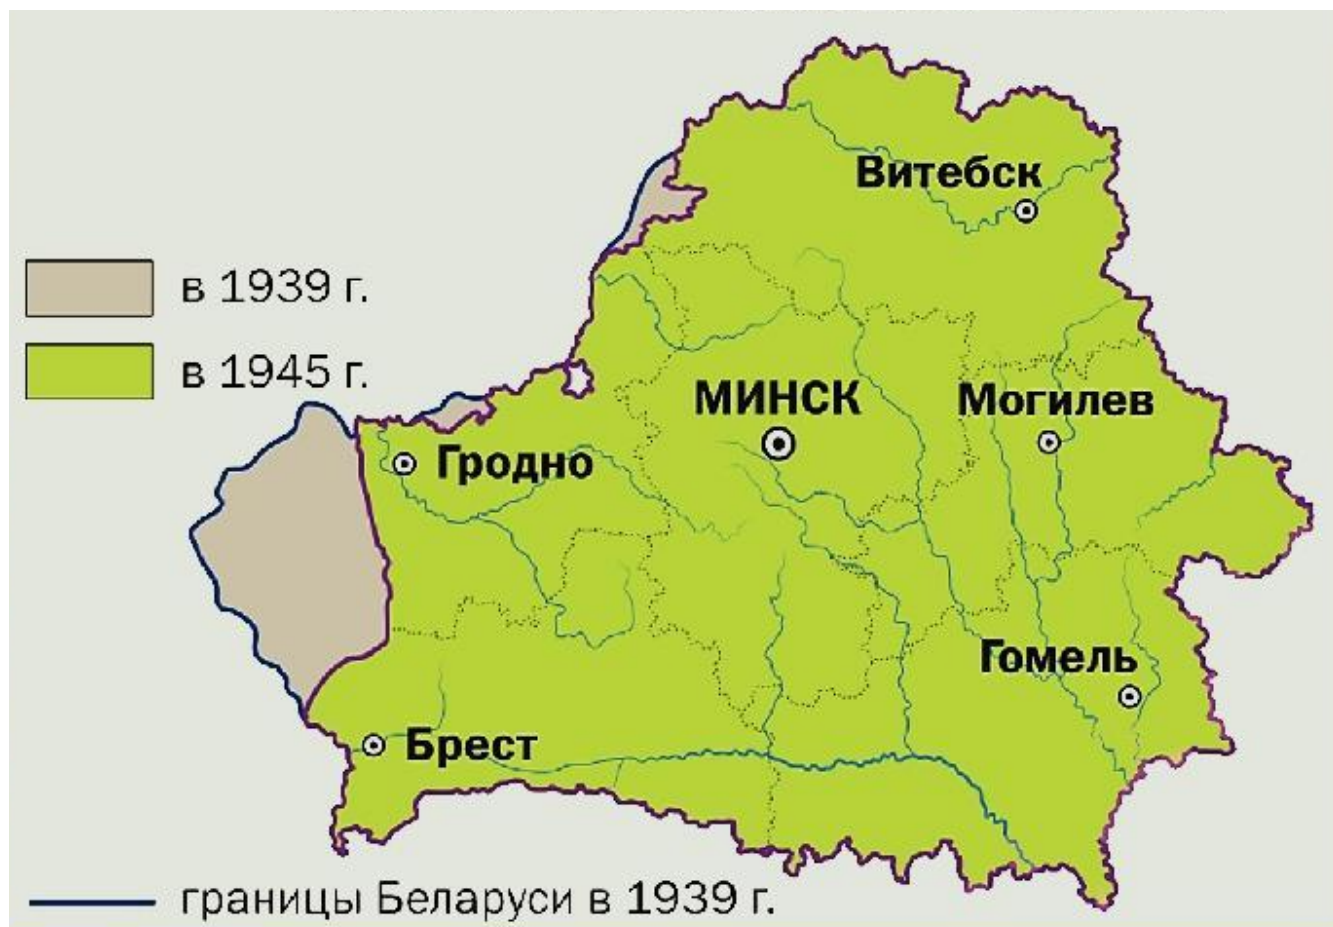 Витебск
в 1939 г.
в 1945 г.
МИНСК
Могилев
Гродно
Гомель
Брест
границы Беларуси в 1939 г.